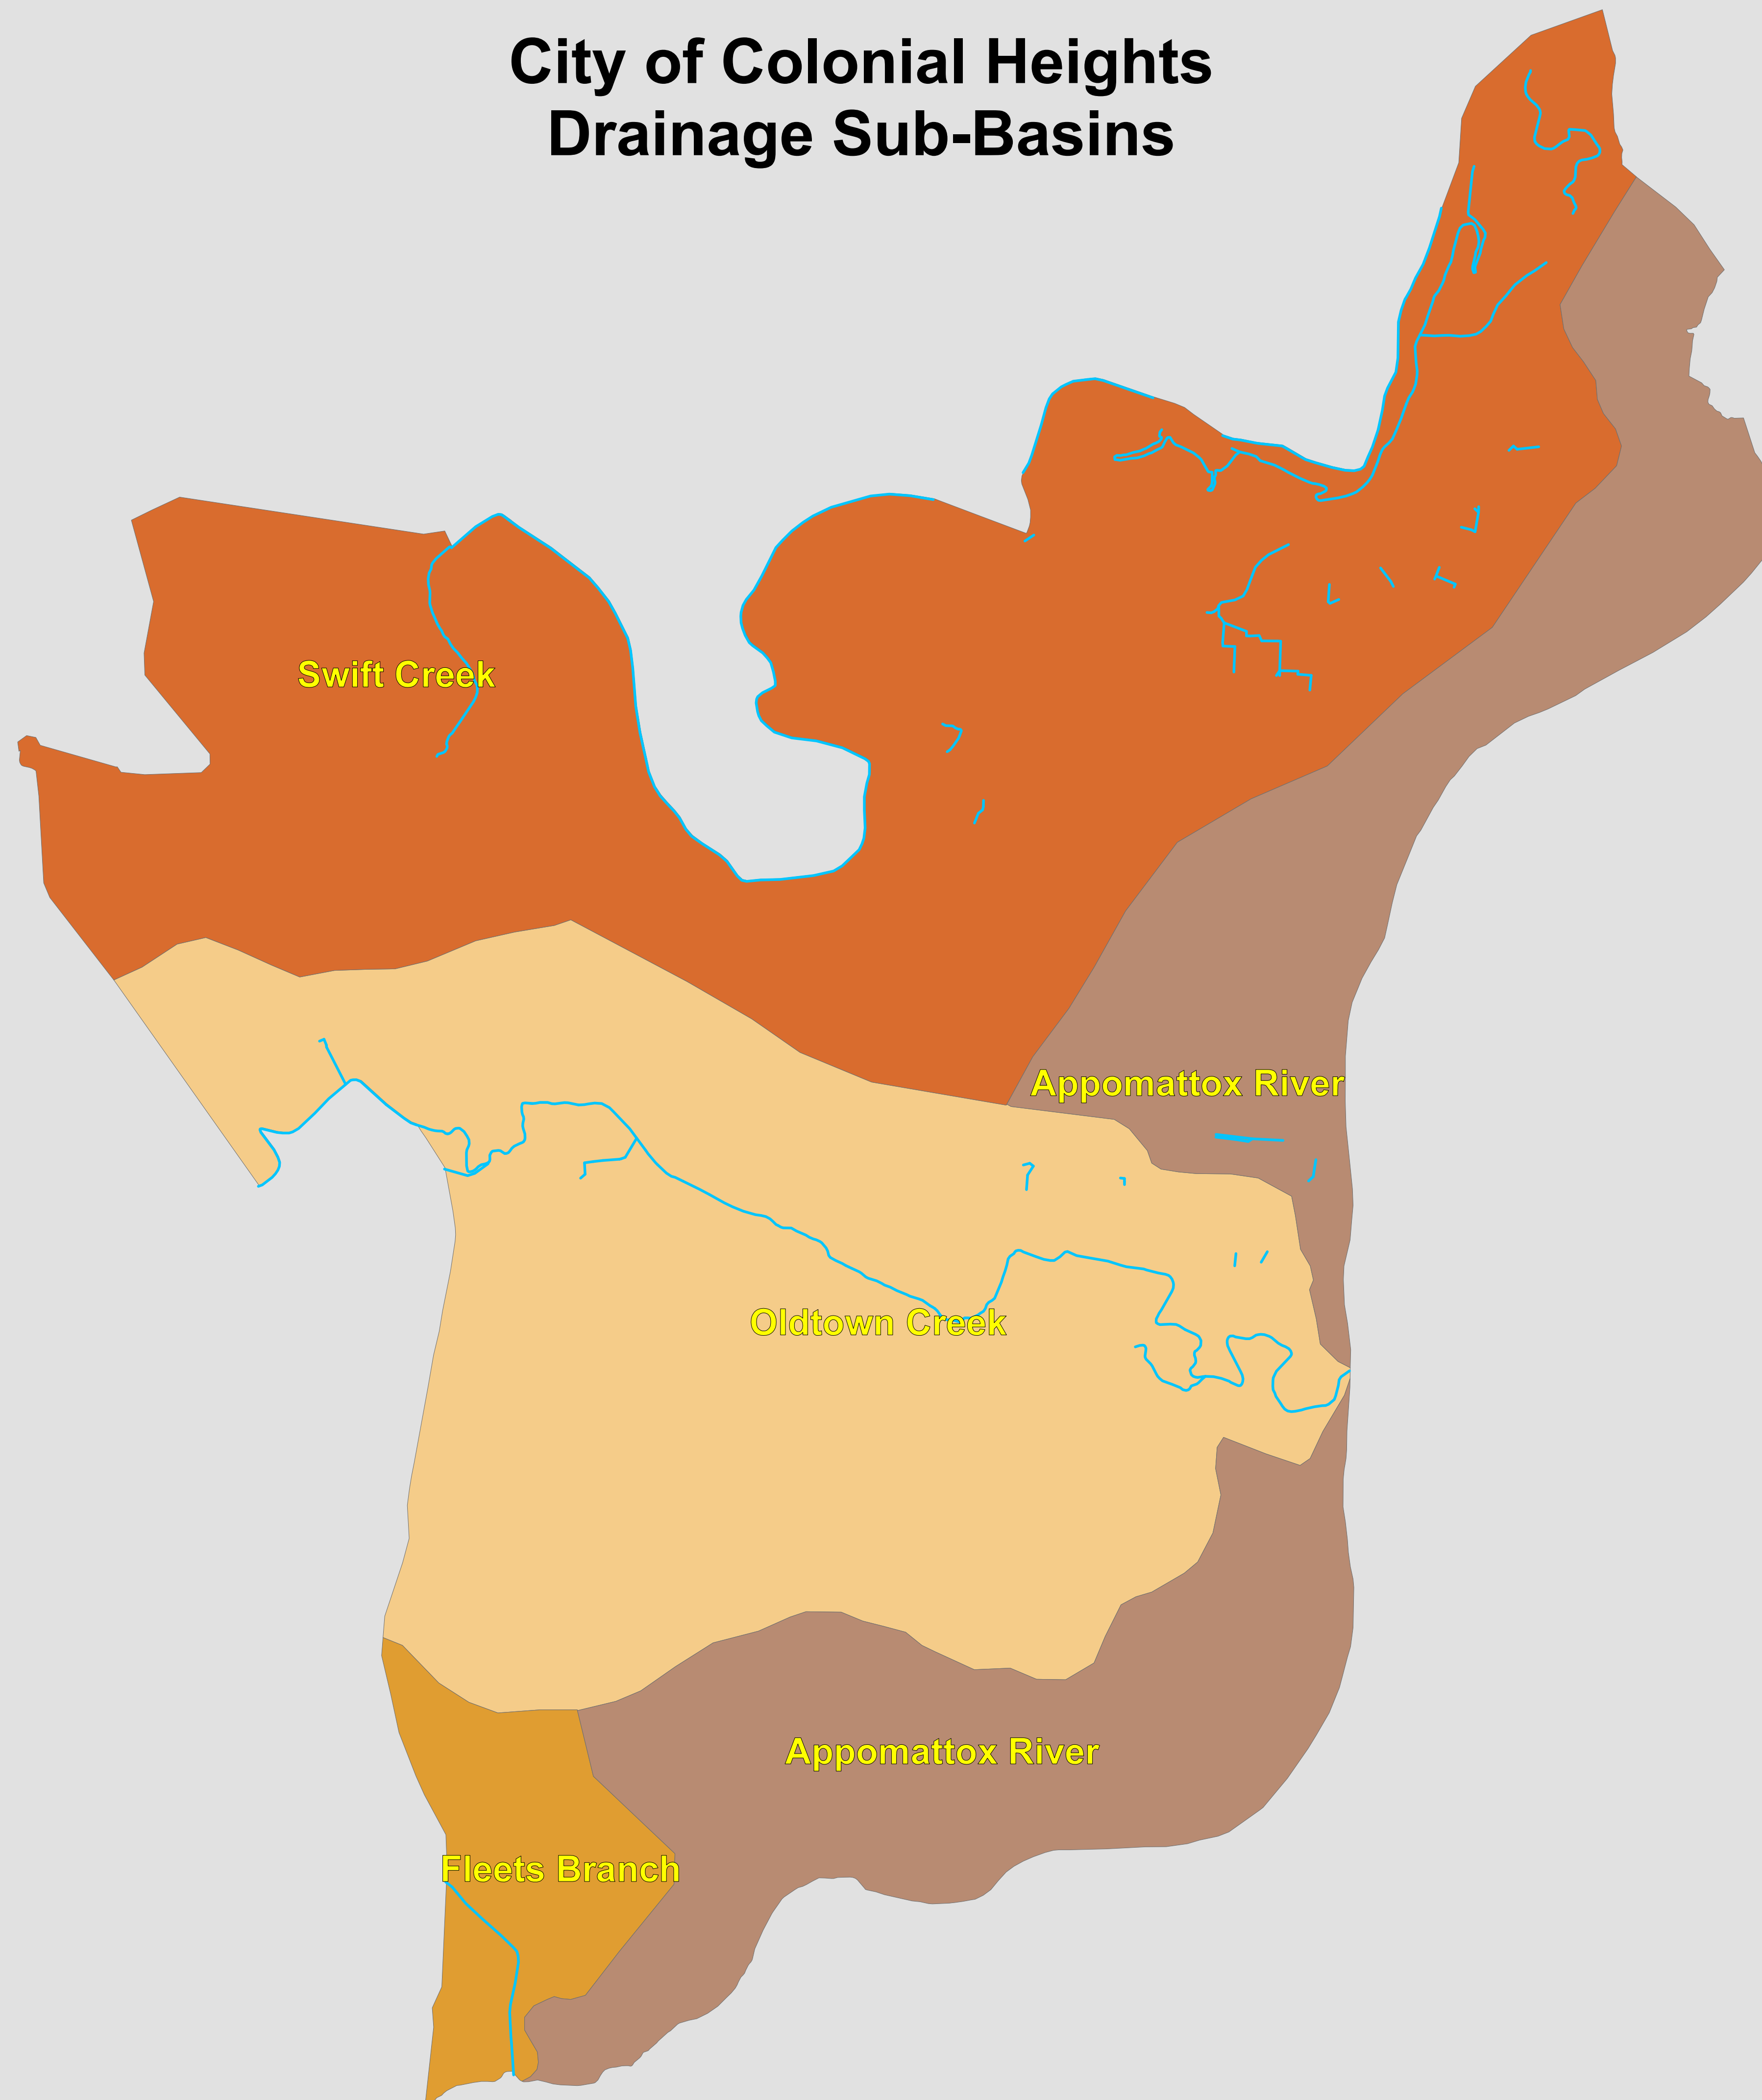 City of Colonial Heights
Drainage Sub-Basins
Swift Creek
Appomattox River
Oldtown Creek
Appomattox River
Fleets Branch